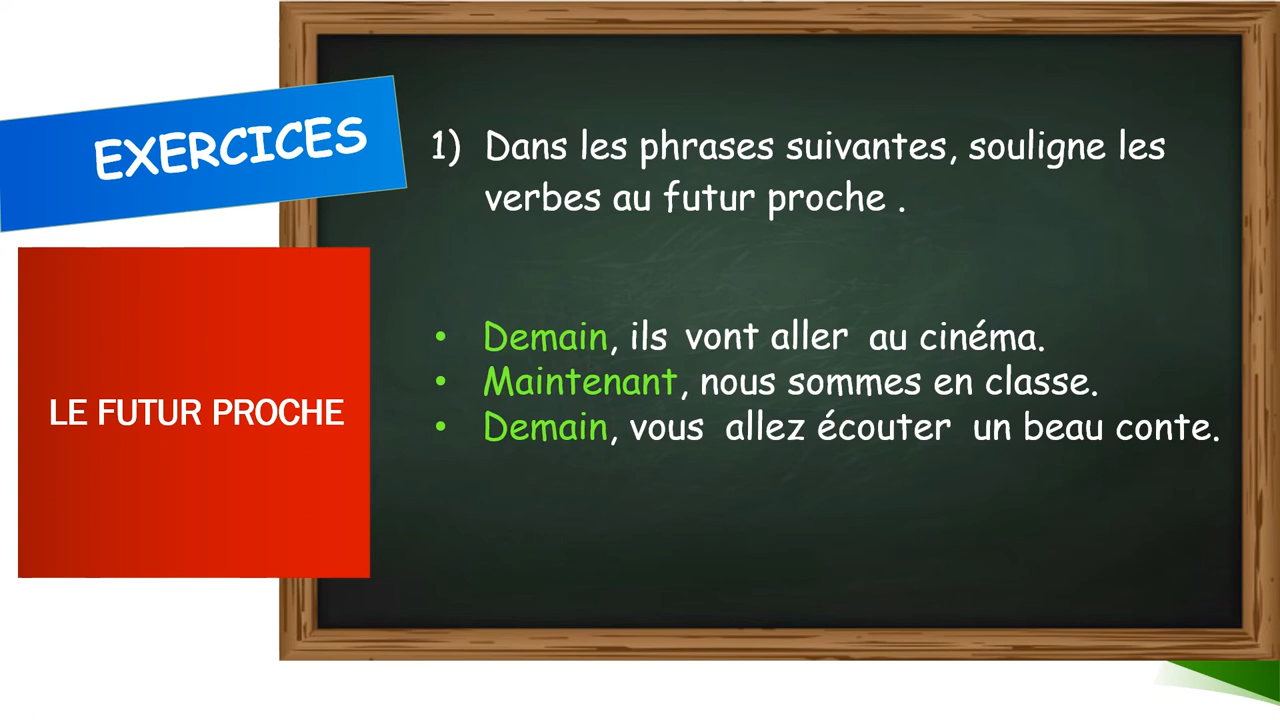 EXERCICES
1) Dans les phrases suivantes, souligne les
verbes au futur proche .
LE FUTUR PROCHE
• Demain, ils vont aller au cinéma.
• Maintenant, nous sommes en classe.
• Demain, vous allez écouter un beau conte.